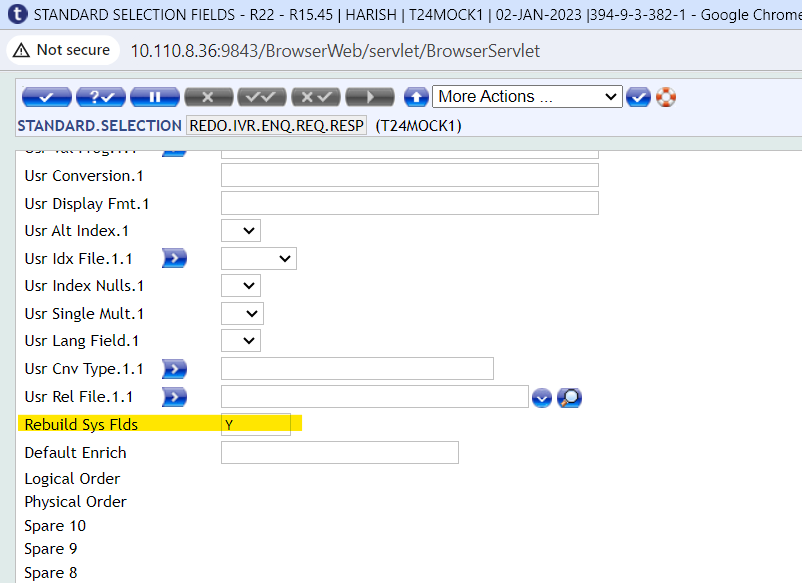 STANDARD SELECTION FIELDS - R22 - R15.45 | HARISH | T24MOCK1 | 02-JAN-2023 |394-9-3-382-1 - Google Chrome
Not secure 10.110.8.36:9843/BrowserWeb/servlet/BrowserServlet
More Actions ...
STANDARD.SELECTION REDO.IVR.ENQ.REQ.RESP (T24MOCK1)
Usr Conversion.1
Usr Display Fmt.1
Usr Alt Index.1
Usr Idx File.1.1
Usr Index Nulls.1
Usr Single Mult.1
Usr Lang Field.1
Usr Cnv Type.1.1
Usr Rel File.1.1
Rebuild Sys Flds Y
Default Enrich
Logical Order
Physical Order
Spare 10
Spare 9
Spare 8